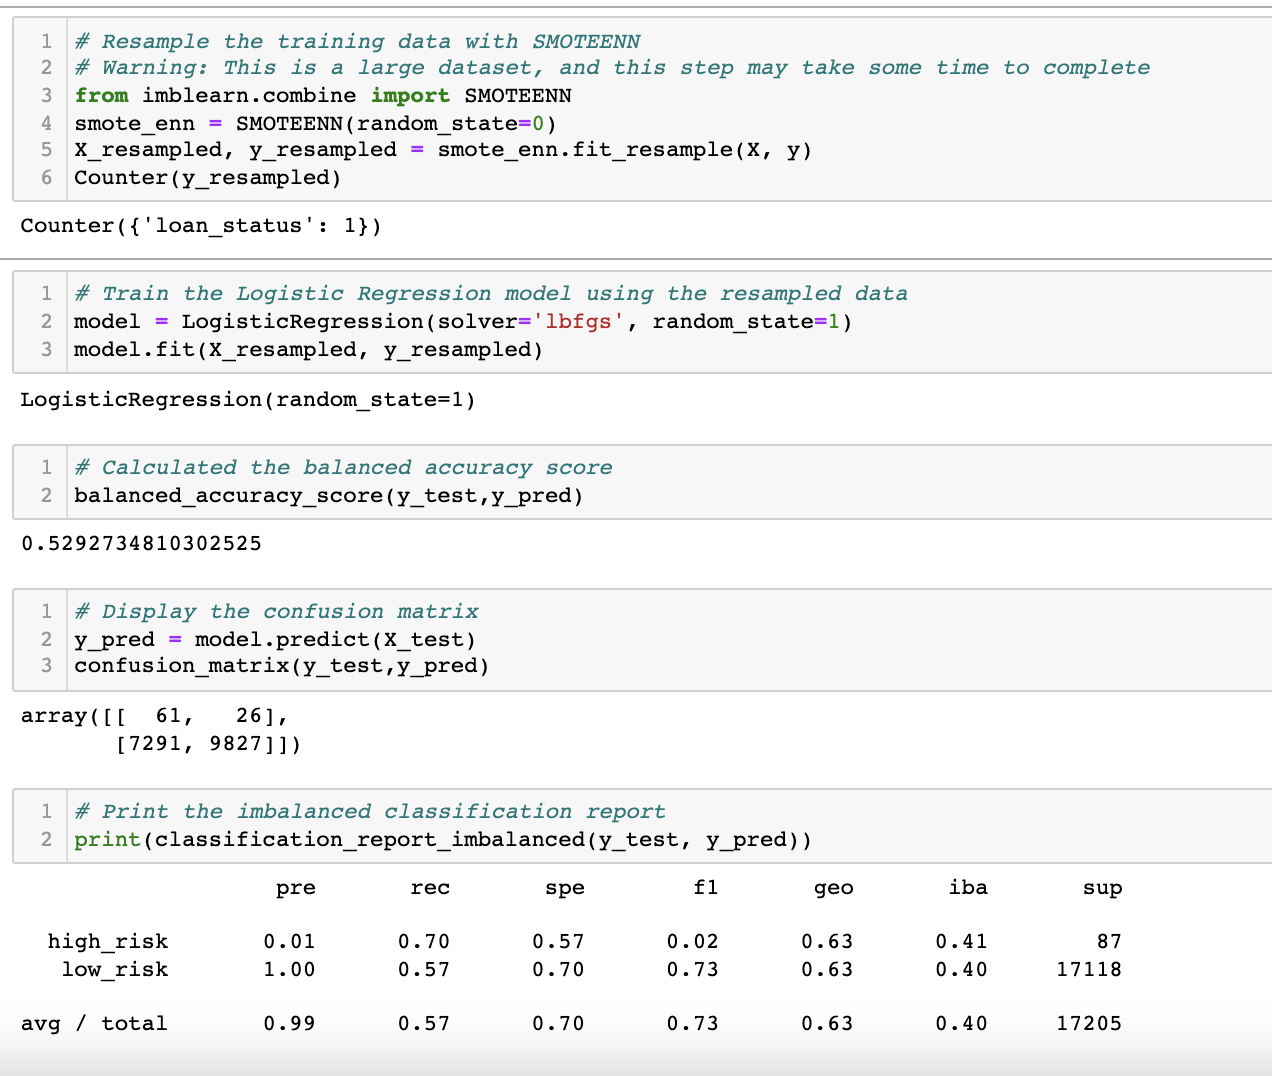 1 # Resample the training data with SMOTEENN
2 # Warning: This is a large dataset, and this step may take some time to complete
3 from imblearn.combine import SMOTEENN
4 smote_enn = SMOTEENN(random_state=0)
5 X_resampled, y_resampled = smote_enn.fit_resample(X, y)
6 Counter(y_resampled)
Counter({'loan_status': 1})
1 # Train the Logistic Regression model using the resampled data
2 model = LogisticRegression(solver='lbfgs', random_state=1)
3 model.fit(X_resampled, y_resampled)
LogisticRegression(random_state=1)
1 # Calculated the balanced accuracy score
2 balanced_accuracy_score(y_test,y_pred)
0.5292734810302525
1 # Display the confusion matrix
2 y_pred = model.predict(X_test)
3 confusion_matrix(y_test,y_pred)
array([[  61,   26],
       [7291, 9827]])
1 # Print the imbalanced classification report
2 print(classification_report_imbalanced(y_test, y_pred))
pre rec spe f1 geo iba sup
high_risk 0.01 0.70 0.57 0.02 0.63 0.41 87
low_risk 1.00 0.57 0.70 0.73 0.63 0.40 17118
avg / total 0.99 0.57 0.70 0.73 0.63 0.40 17205